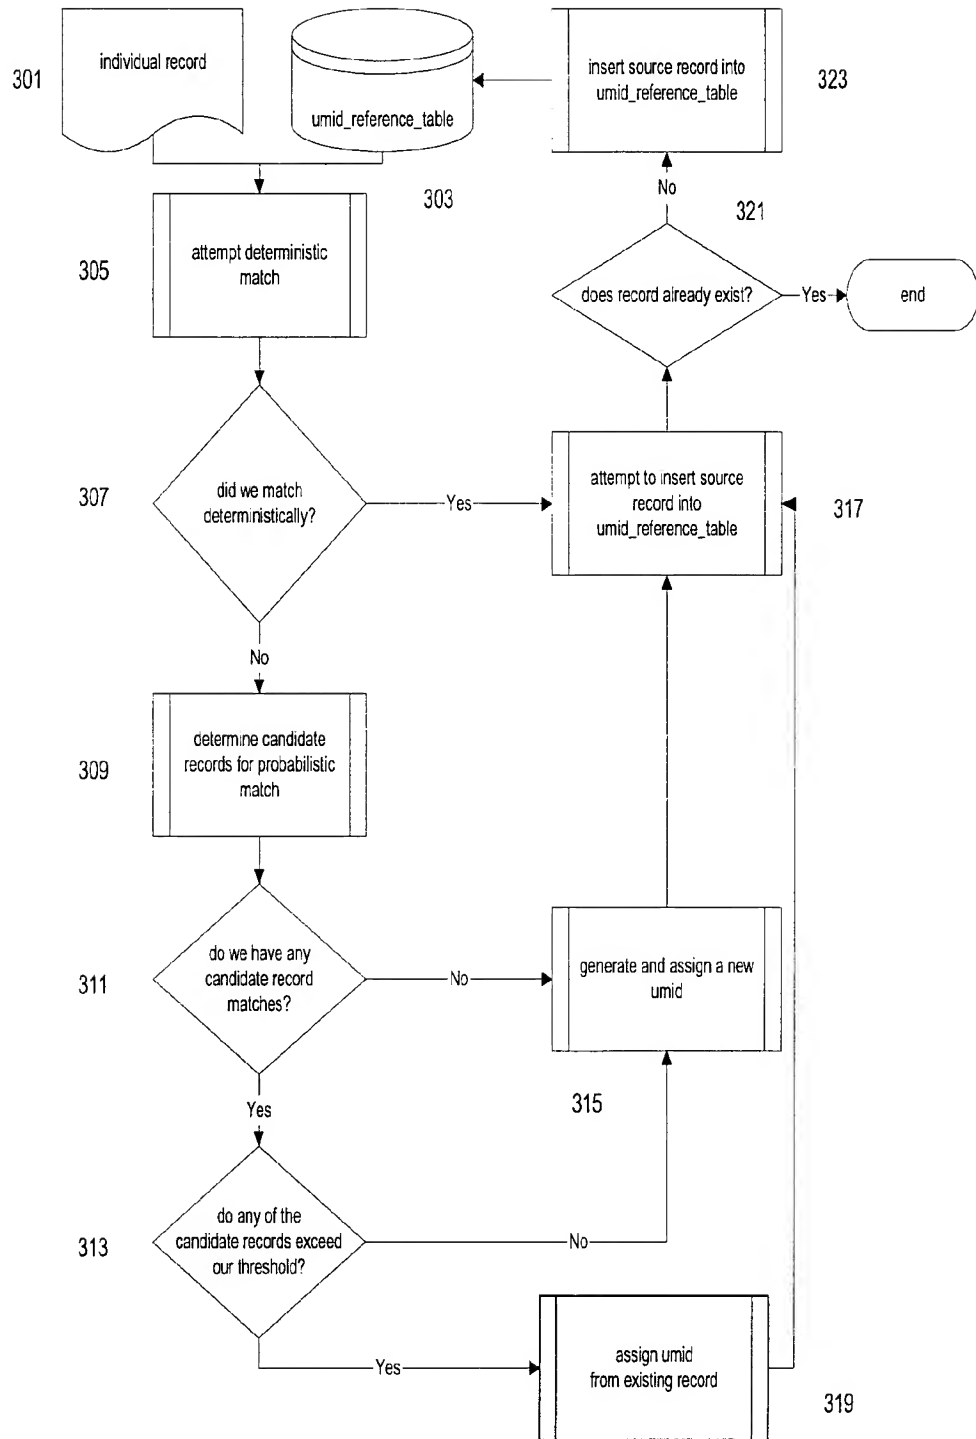 301
individual record
umid_reference_table
303
insert source record into
umid_reference_table
323
305
attempt deterministic
match
No
321
does record already exist?
Yes
end
307
did we match
deterministically?
Yes
attempt to insert source
record into
umid_reference_table
317
No
309
determine candidate
records for probabilistic
match
311
do we have any
candidate record
matches?
No
generate and assign a new
umid
315
Yes
313
do any of the
candidate records exceed
our threshold?
No
Yes
assign umid
from existing record
319